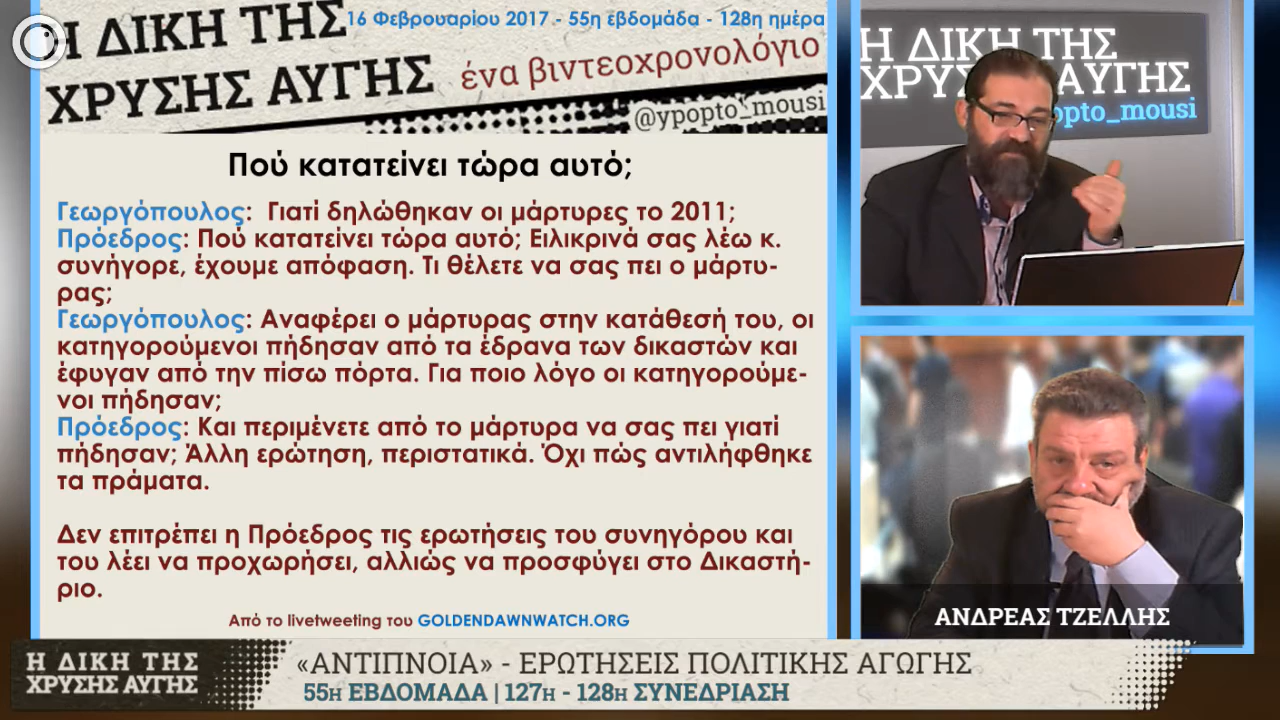 16 Φεβρουαρίου 2017 - 55η εβδομάδα - 128η ημέρα
Η ΔΙΚΗ ΤΗΣ
ΧΡΥΣΗΣ ΑΥΓΗΣ
ένα βιντεοχρονολόγιο
@ypopto_mousi
Πού κατατείνει τώρα αυτό;
Γεωργόπουλος: Γιατί δηλώθηκαν οι μάρτυρες το 2011;
Πρόεδρος: Πού κατατείνει τώρα αυτό; Ειλικρινά σας λέω κ.
συνήγορε, έχουμε απόφαση. Τι θέλετε να σας πει ο μάρτυ-
ρας;
Γεωργόπουλος: Αναφέρει ο μάρτυρας στην κατάθεσή του, οι
κατηγορούμενοι πήδησαν από τα έδρανα των δικαστών και
έφυγαν από την πίσω πόρτα. Για ποιο λόγο οι κατηγορούμε-
νοι πήδησαν;
Πρόεδρος: Και περιμένετε από το μάρτυρα να σας πει γιατί
πήδησαν; Άλλη ερώτηση, περιστατικά. Όχι πώς αντιλήφθηκε
τα πράματα.
Δεν επιτρέπει η Πρόεδρος τις ερωτήσεις του συνηγόρου και
του λέει να προχωρήσει, αλλιώς να προσφύγει στο Δικαστή-
ριο.
Από το livetweeting του GOLDENDAWNWATCH.ORG
Η ΔΙΚΗ ΤΗΣ
ΧΡΥΣ ΑΥΓΗΣ
opto_mousi
ΑΝΔΡΕΑΣ ΤΖΕΛΛΗΣ
Η ΔΙΚΗ ΤΗΣ
ΧΡΥΣΗΣ ΑΥΓΗΣ
«ΑΝΤΙΠΝΟΙΑ» - ΕΡΩΤΗΣΕΙΣ ΠΟΛΙΤΙΚΗΣ ΑΓΩΓΗΣ
55η ΕΒΔΟΜΑΔΑ | 127η - 128η ΣΥΝΕΔΡΙΑΣΗ